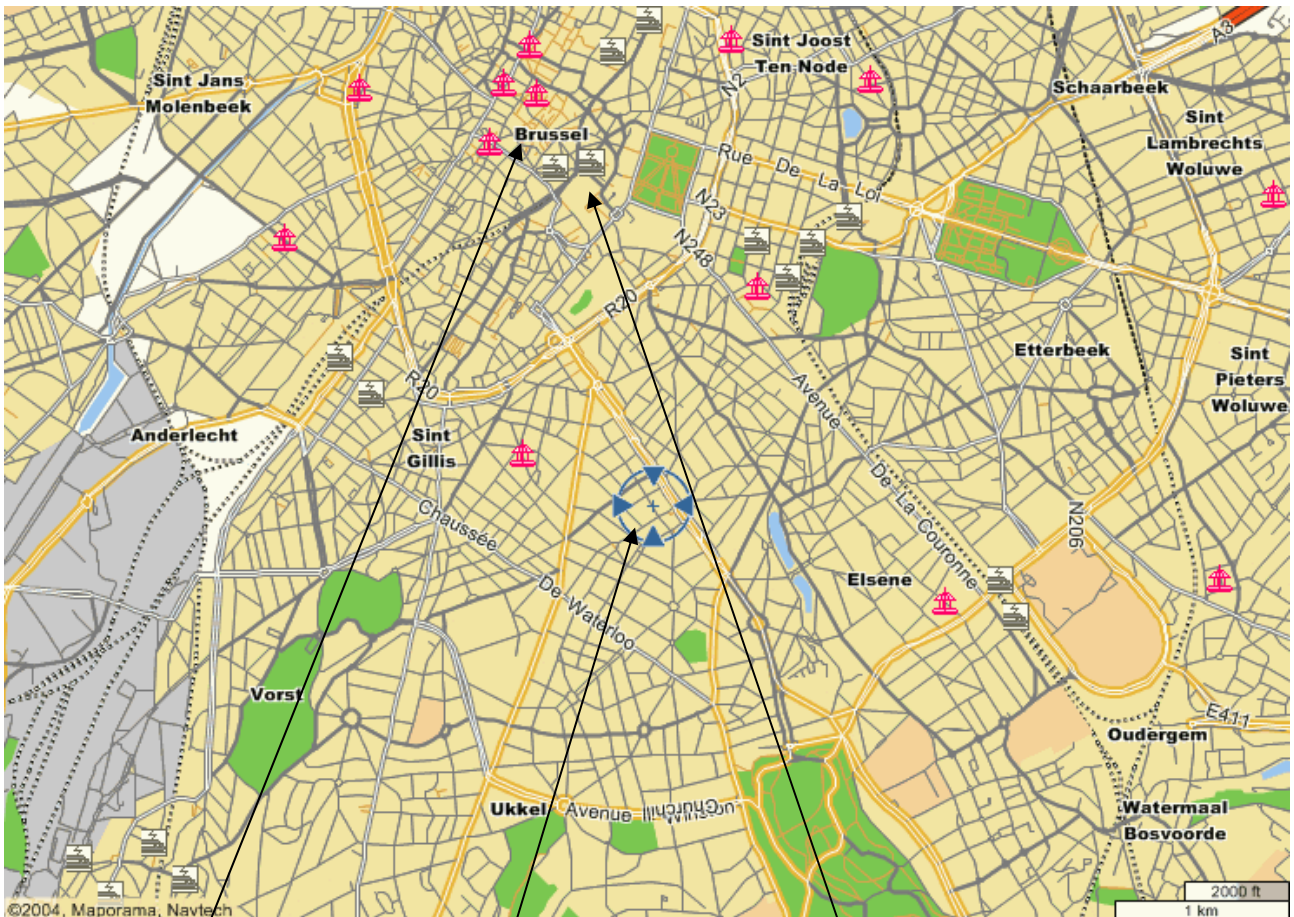 Sint Jans
Molenbeek
Sint Joost
Ten Node
N2
A3
Schaarbeek
Sint
Lambrechts
Woluwe
Brussel
Rue De La Loi
N23
N248
R20
Etterbeek
Sint
Pieters
Woluwe
R20
Avenue De La Couronne
Anderlecht
Sint
Gillis
Chaussée De Waterloo
N206
Elsene
Vorst
E411
Oudergem
Ukkel
Avenue Winston Churchill
Watermaal
Bosvoorde
2000 ft
1 km
©2004, Maporama, Navtech